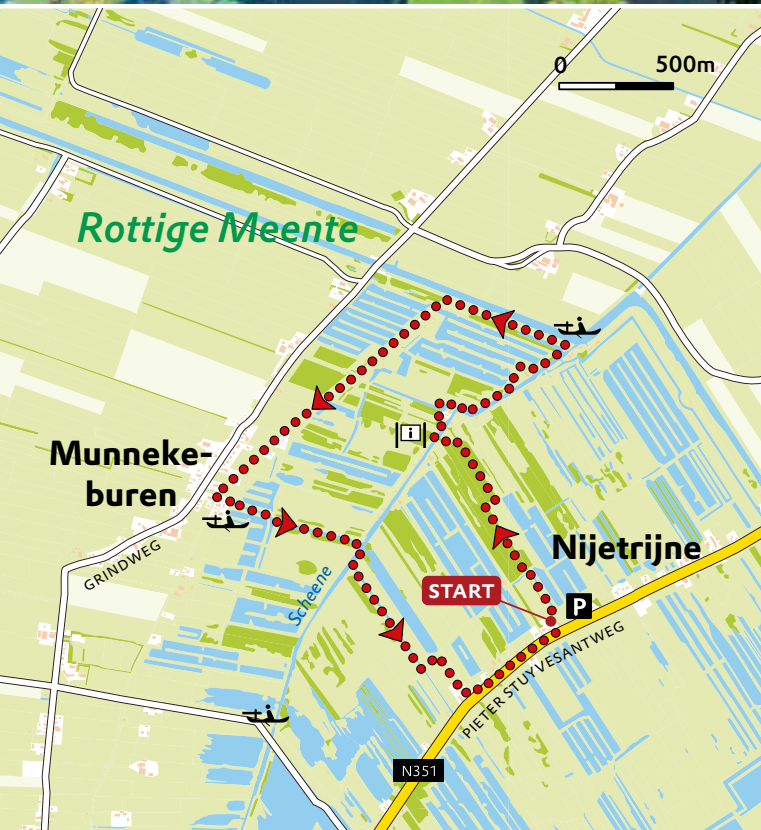 0 500m
Rottige Meente
i
Munneke-
buren
Nijetrijne
GRINDWEG
Scheene
START
P
PIETER STUYVESANTWEG
N351